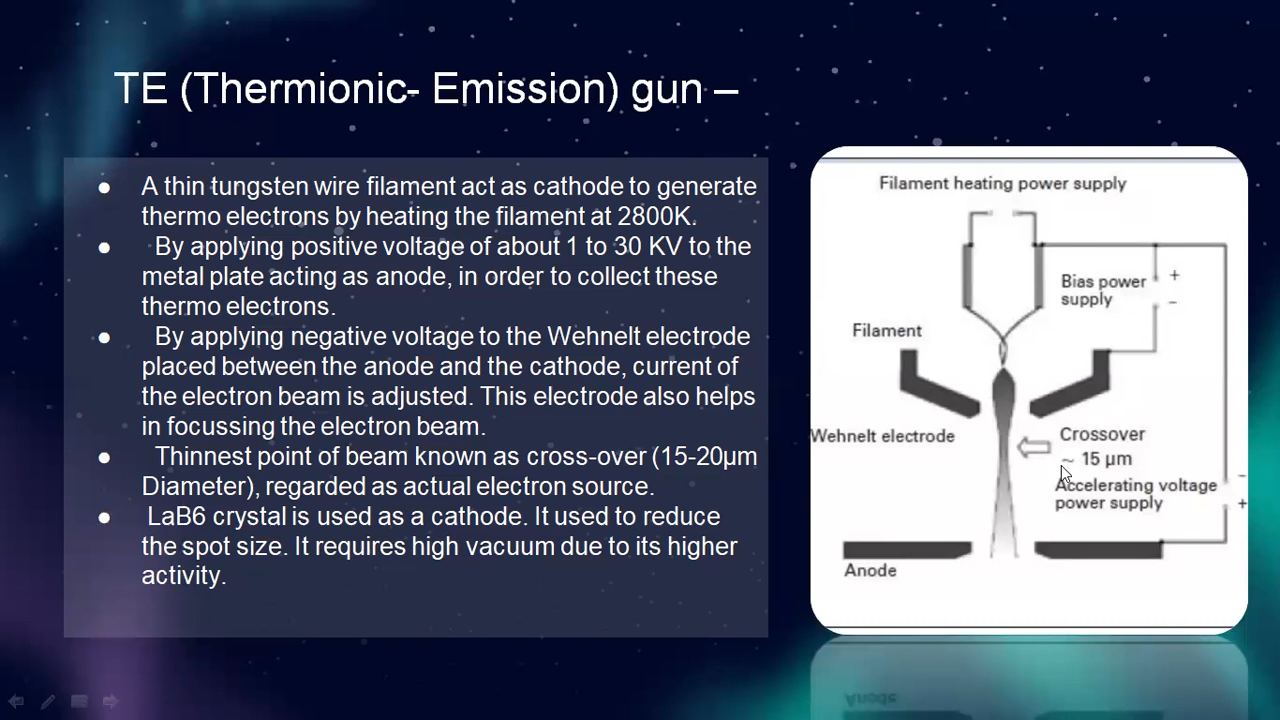 TE (Thermionic- Emission) gun –
● A thin tungsten wire filament act as cathode to generate
thermo electrons by heating the filament at 2800K.
● By applying positive voltage of about 1 to 30 KV to the
metal plate acting as anode, in order to collect these
thermo electrons.
● By applying negative voltage to the Wehnelt electrode
placed between the anode and the cathode, current of
the electron beam is adjusted. This electrode also helps
in focussing the electron beam.
● Thinnest point of beam known as cross-over (15-20μm
Diameter), regarded as actual electron source.
● LaB6 crystal is used as a cathode. It used to reduce
the spot size. It requires high vacuum due to its higher
activity.
Filament heating power supply
Bias power
supply
+
−
Filament
Wehnelt electrode
Crossover
~ 15 μm
Accelerating voltage
power supply
−
+
Anode
Anode